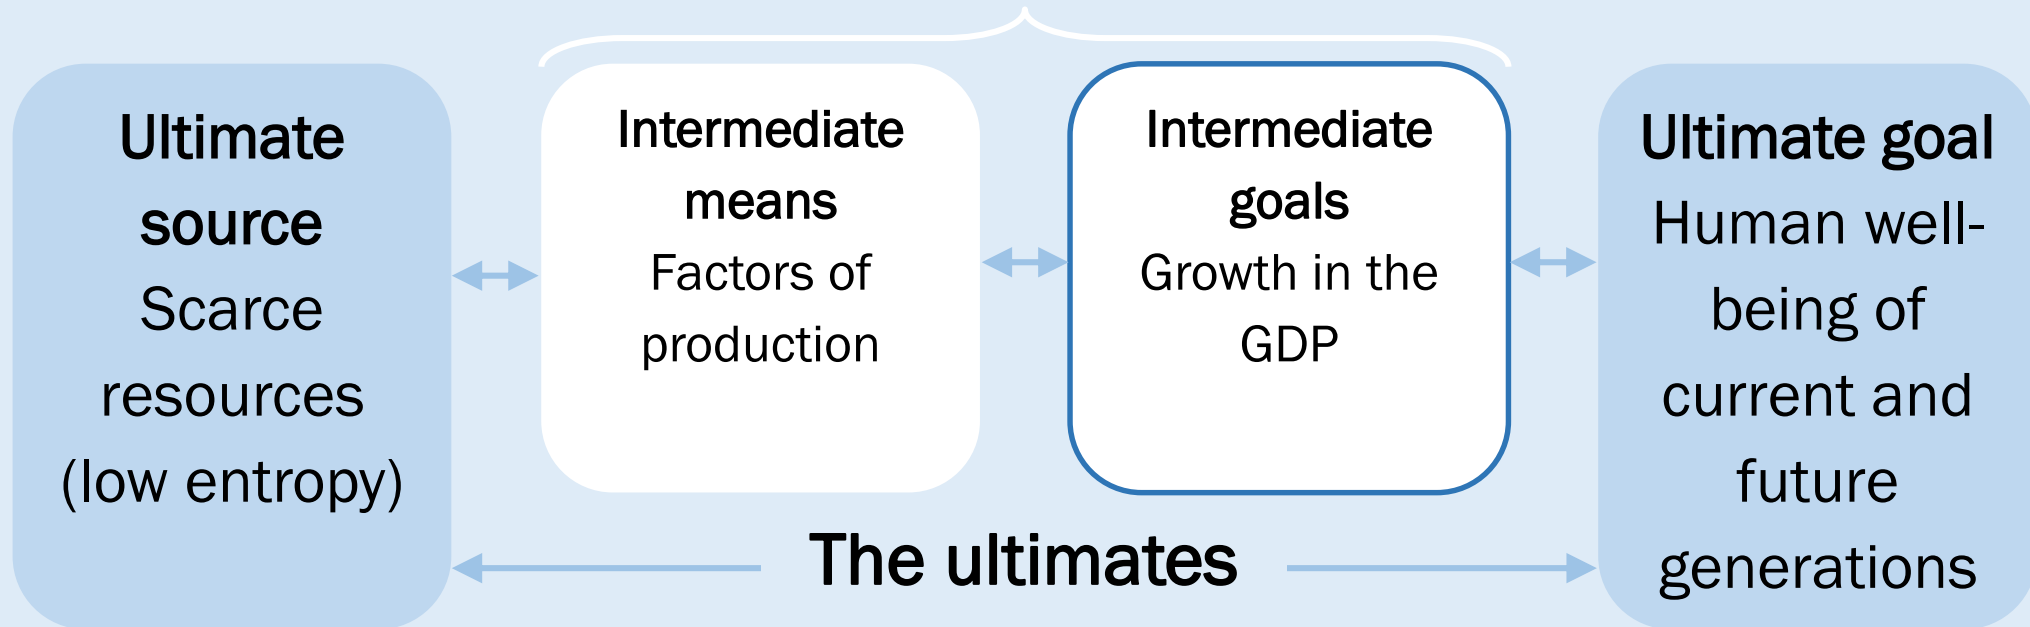 Ultimate
source
Scarce
resources
(low entropy)
Intermediate
means
Factors of
production
Intermediate
goals
Growth in the
GDP
Ultimate goal
Human well-
being of
current and
future
generations
The ultimates